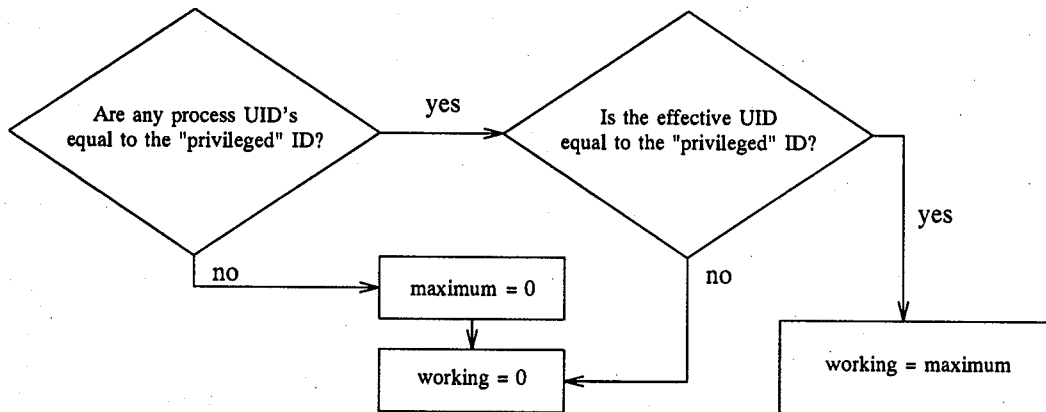 Are any process UID's
equal to the "privileged" ID?
yes
Is the effective UID
equal to the "privileged" ID?
yes
no
no
maximum = 0
working = 0
working = maximum